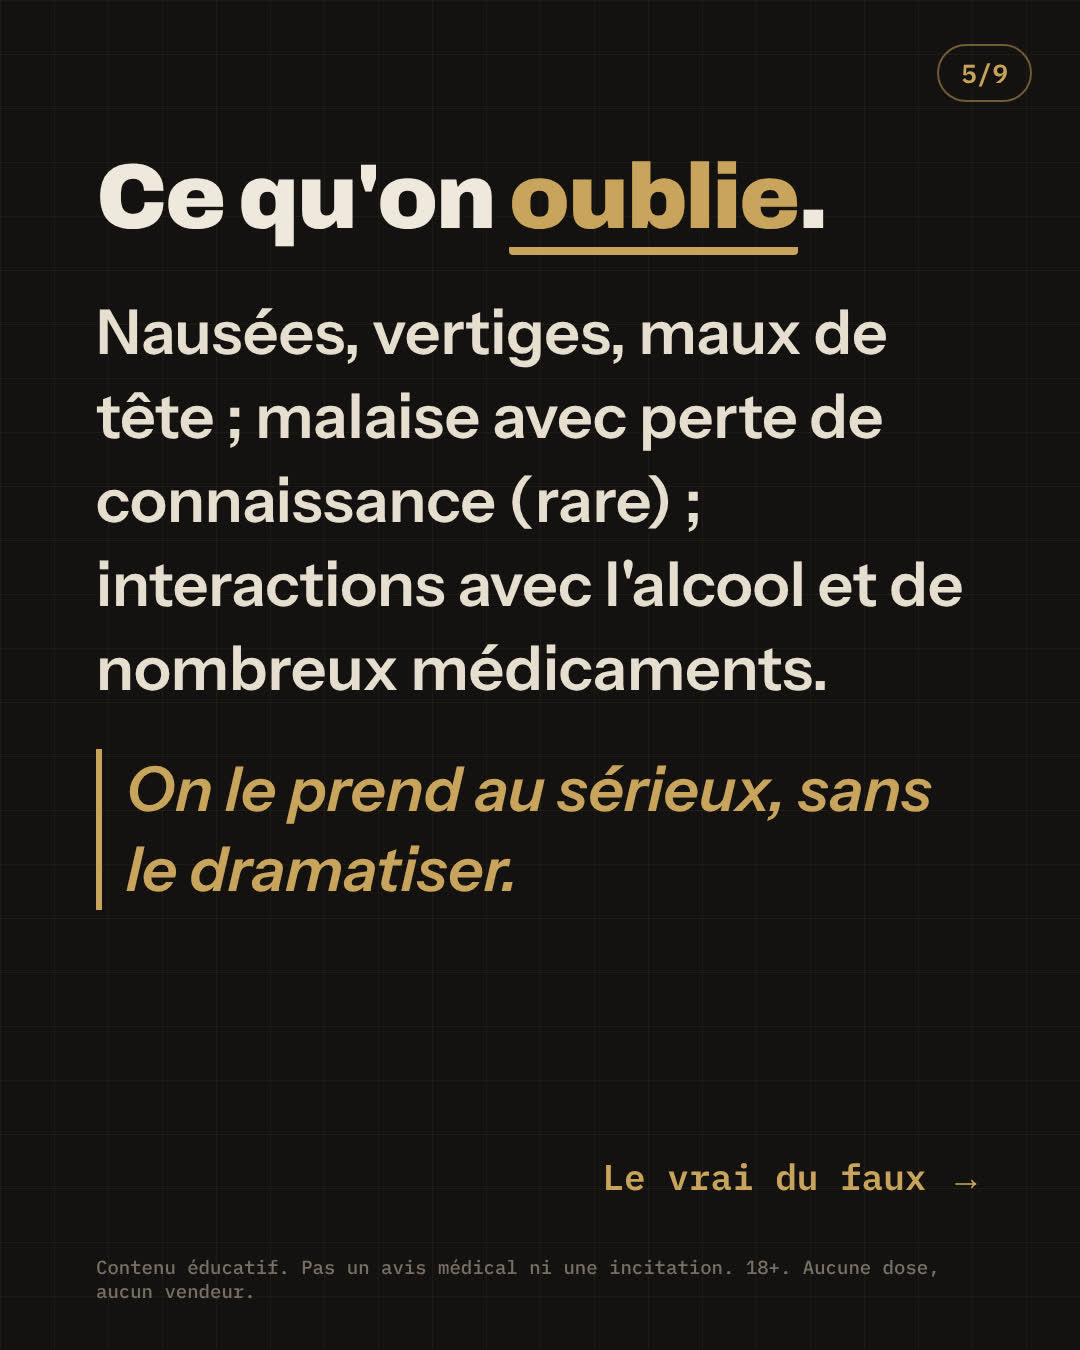 5/9
Ce qu'on oublie.
Nausées, vertiges, maux de
tête ; malaise avec perte de
connaissance (rare) ;
interactions avec l'alcool et de
nombreux médicaments.
On le prend au sérieux, sans
le dramatiser.
Le vrai du faux →
Contenu éducatif. Pas un avis médical ni une incitation. 18+. Aucune dose,
aucun vendeur.